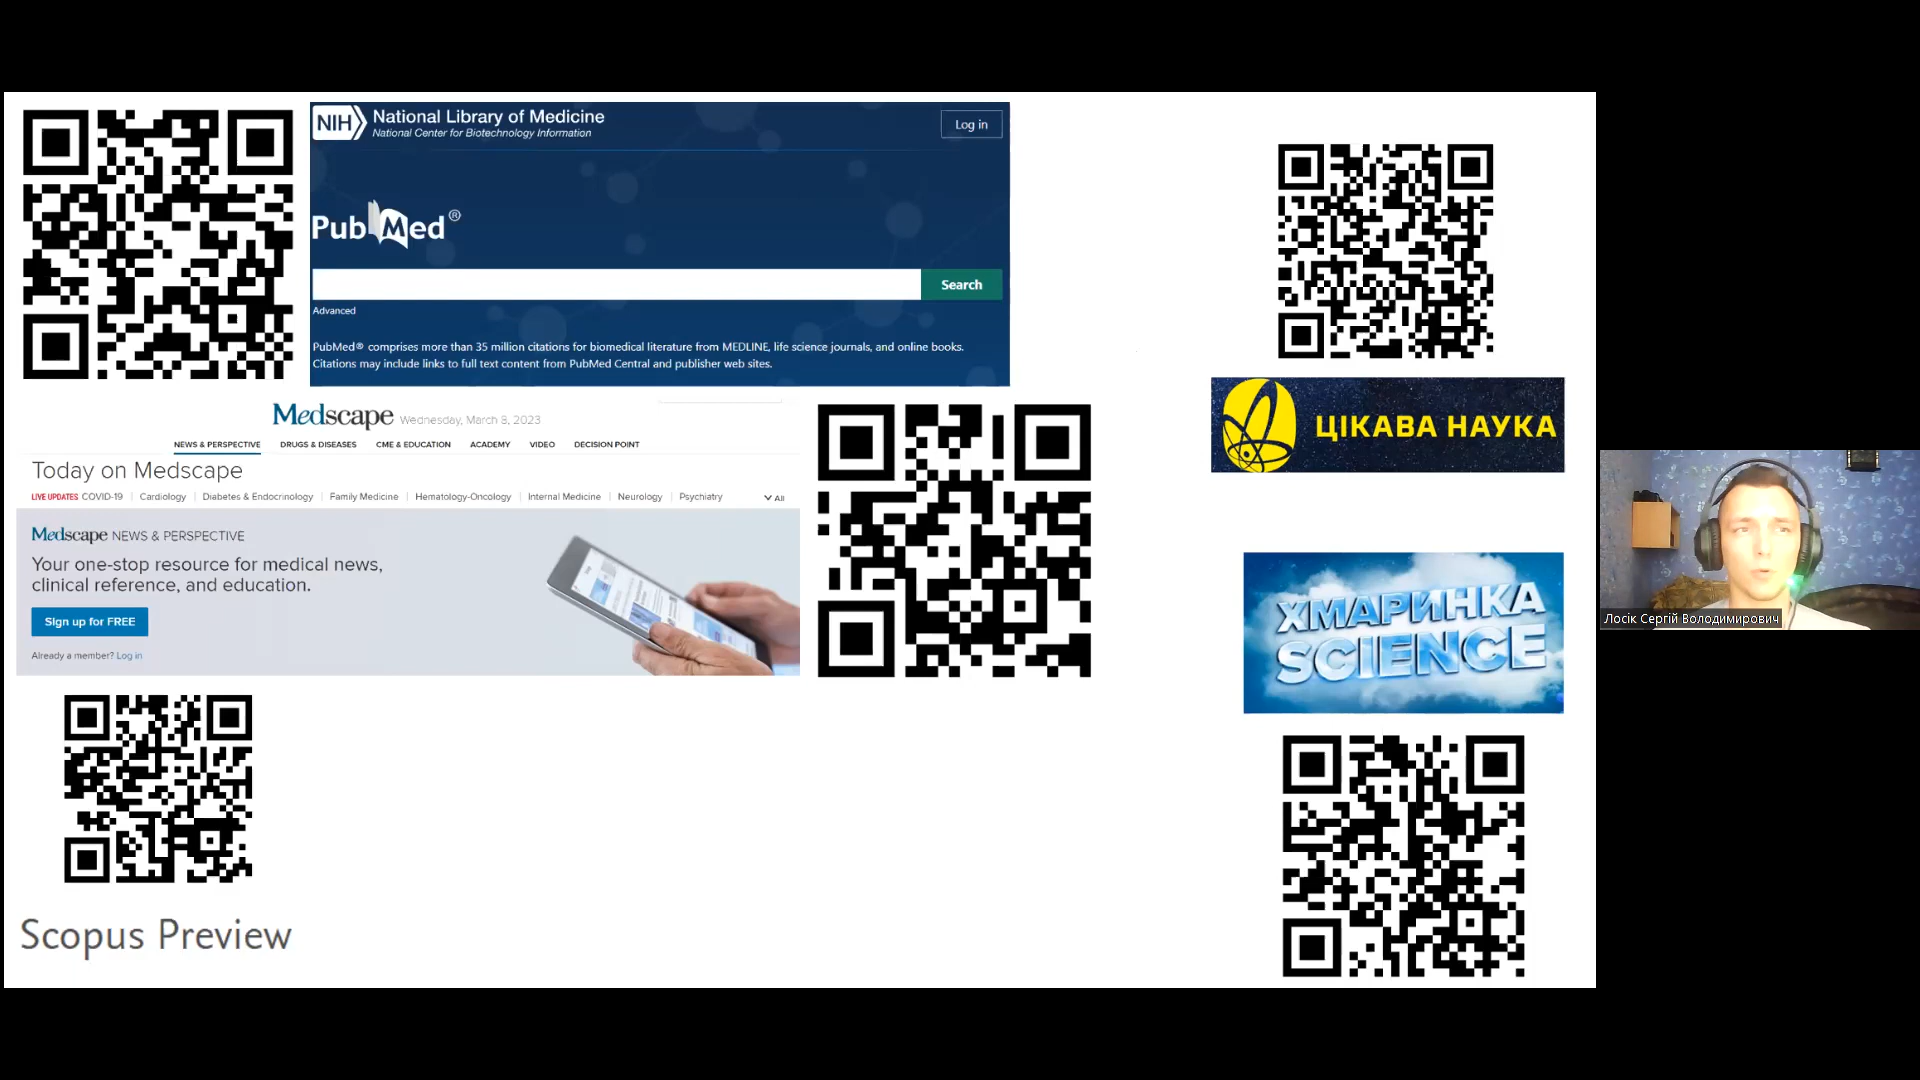 NIH National Library of Medicine
National Center for Biotechnology Information
Log in
PubMed®
Search
Advanced
PubMed® comprises more than 35 million citations for biomedical literature from MEDLINE, life science journals, and online books.
Citations may include links to full text content from PubMed Central and publisher web sites.
Medscape Wednesday, March 8, 2023
NEWS & PERSPECTIVE DRUGS & DISEASES CME & EDUCATION ACADEMY VIDEO DECISION POINT
Today on Medscape
LIVE UPDATES COVID-19 | Cardiology | Diabetes & Endocrinology | Family Medicine | Hematology-Oncology | Internal Medicine | Neurology | Psychiatry All
Medscape NEWS & PERSPECTIVE
Your one-stop resource for medical news,
clinical reference, and education.
Sign up for FREE
Already a member? Log in
Scopus Preview
ЦІКАВА НАУКА
ХМАРИНКА
SCIENCE
Лосік Сергій Володимирович